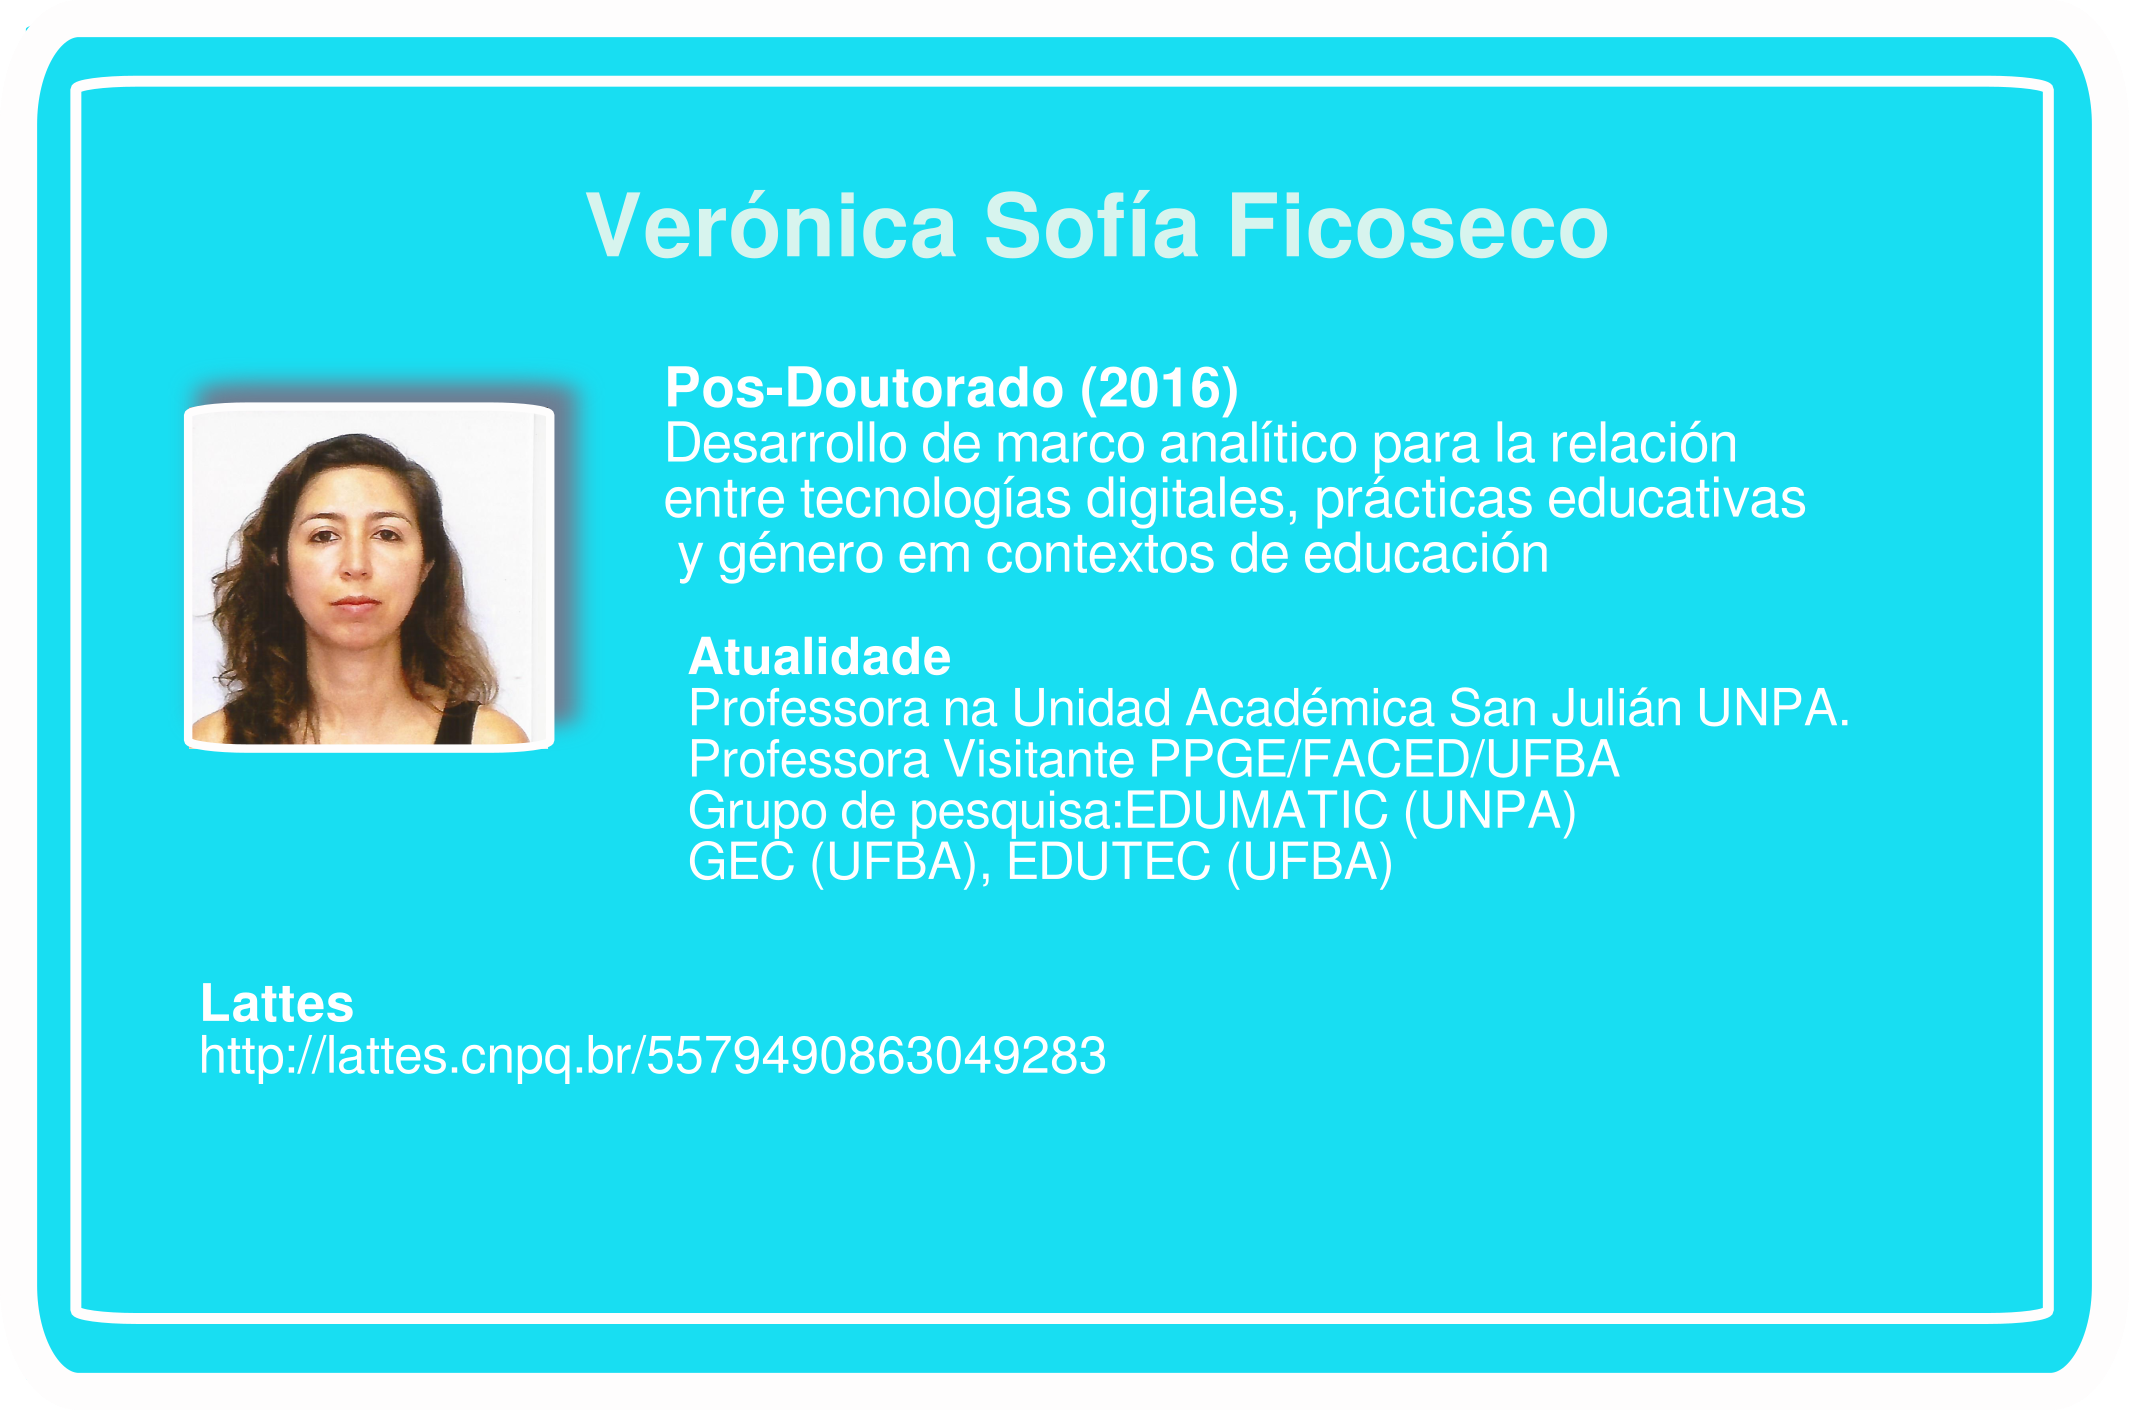 Verónica Sofía Ficoseco
Pos-Doutorado (2016)
Desarrollo de marco analítico para la relación
entre tecnologías digitales, prácticas educativas
y género em contextos de educación
Atualidade
Professora na Unidad Académica San Julián UNPA.
Professora Visitante PPGE/FACED/UFBA
Grupo de pesquisa:EDUMATIC (UNPA)
GEC (UFBA), EDUTEC (UFBA)
Lattes
http://lattes.cnpq.br/5579490863049283